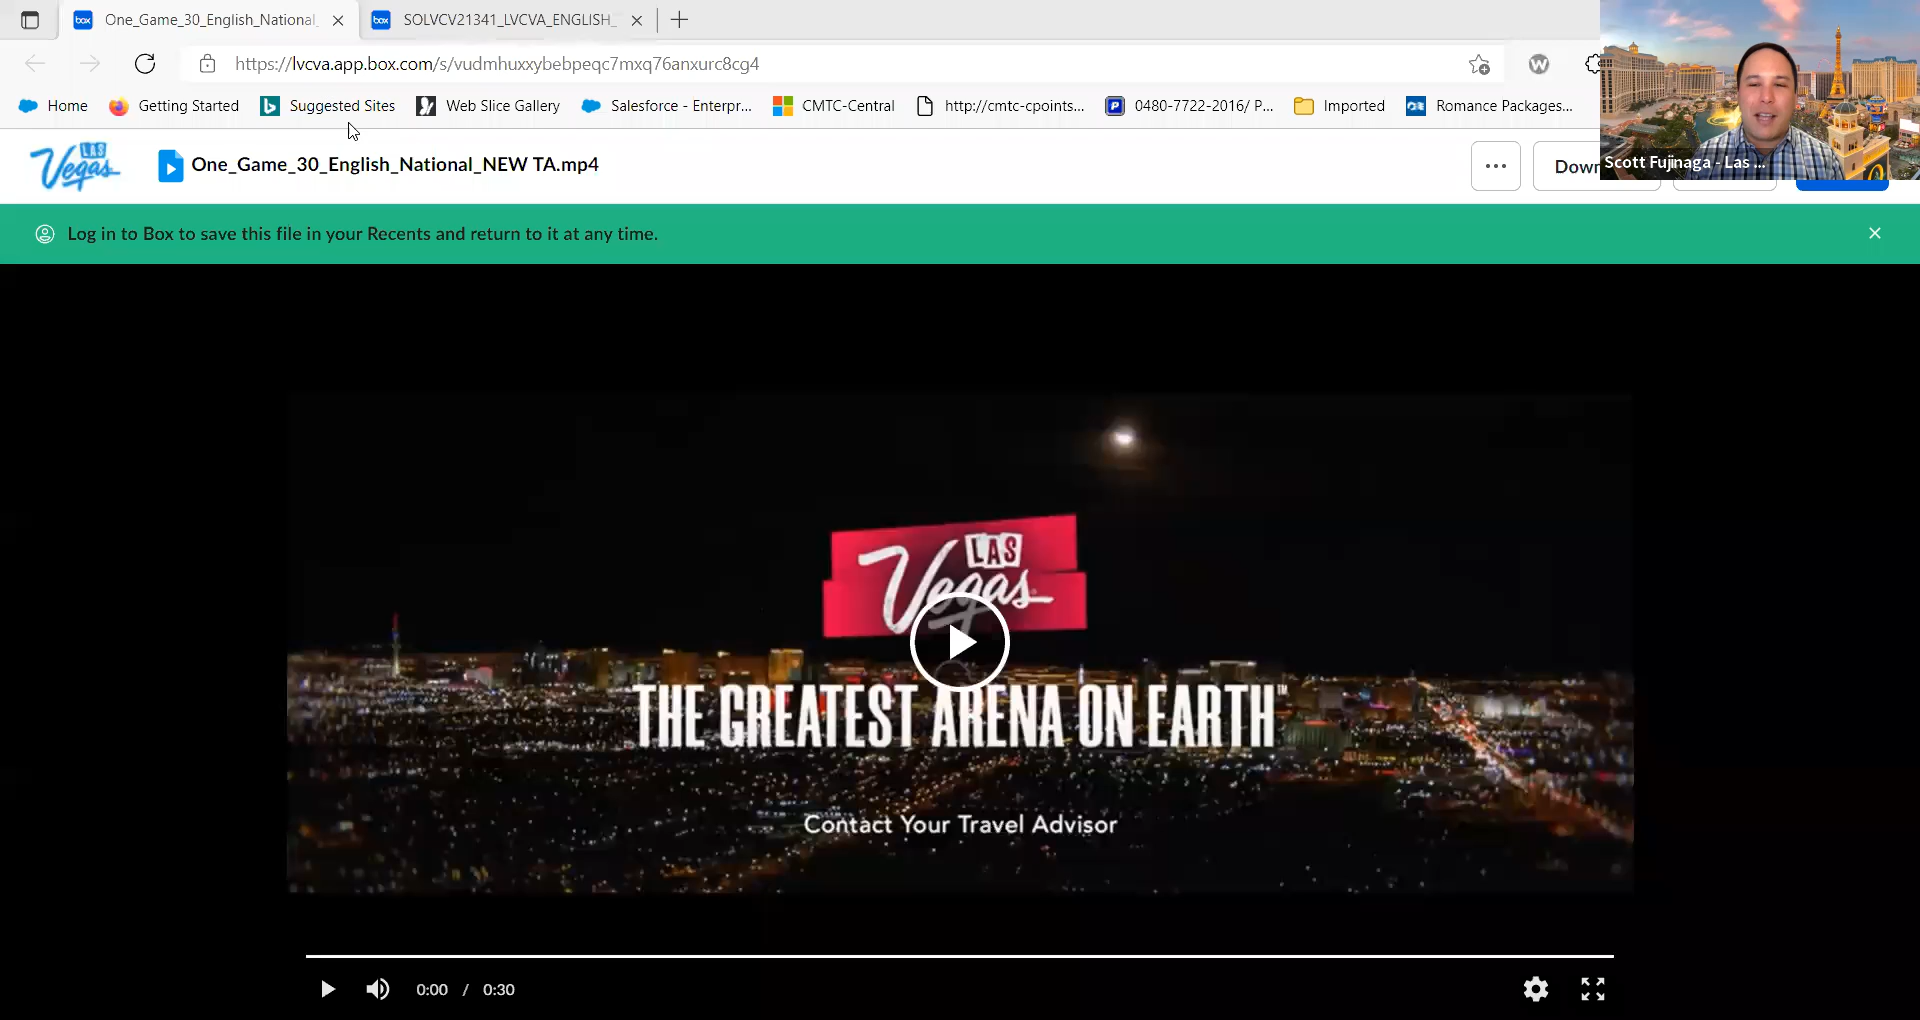 One_Game_30_English_National
SOLVCV21341_LVCVA_ENGLISH_
https://lvcva.app.box.com/s/vudmhuxxybebpeqc7mxq76anxurc8cg4
Home
Getting Started
Suggested Sites
Web Slice Gallery
Salesforce - Enterpr...
CMTC-Central
http://cmtc-cpoints...
0480-7722-2016/ P...
Imported
Romance Packages...
LAS
Vegas
One_Game_30_English_National_NEW TA.mp4
Scott Fujinaga - Las ...
Log in to Box to save this file in your Recents and return to it at any time.
LAS
Vegas
THE GREATEST ARENA ON EARTH™
Contact Your Travel Advisor
0:00 / 0:30